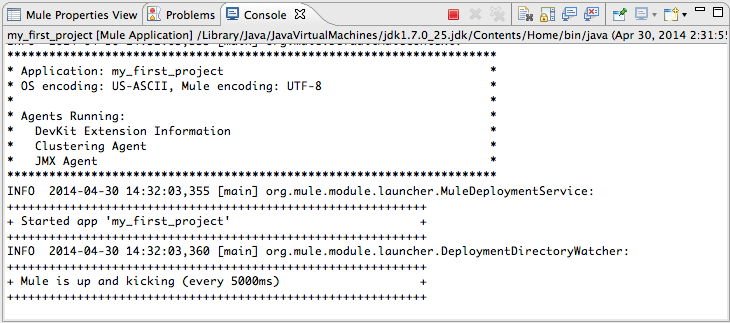 Mule Properties View Problems Console
my_first_project [Mule Application] /Library/Java/JavaVirtualMachines/jdk1.7.0_25.jdk/Contents/Home/bin/java (Apr 30, 2014 2:31:55
**********************************************************************
* Application: my_first_project                                      *
* OS encoding: US-ASCII, Mule encoding: UTF-8                        *
*                                                                    *
* Agents Running:                                                    *
*   DevKit Extension Information                                     *
*   Clustering Agent                                                 *
*   JMX Agent                                                        *
**********************************************************************
INFO  2014-04-30 14:32:03,355 [main] org.mule.module.launcher.MuleDeploymentService:
++++++++++++++++++++++++++++++++++++++++++++++++++++++++++++
+ Started app 'my_first_project'                           +
++++++++++++++++++++++++++++++++++++++++++++++++++++++++++++
INFO  2014-04-30 14:32:03,360 [main] org.mule.module.launcher.DeploymentDirectoryWatcher:
++++++++++++++++++++++++++++++++++++++++++++++++++++++++++++
+ Mule is up and kicking (every 5000ms)                    +
++++++++++++++++++++++++++++++++++++++++++++++++++++++++++++